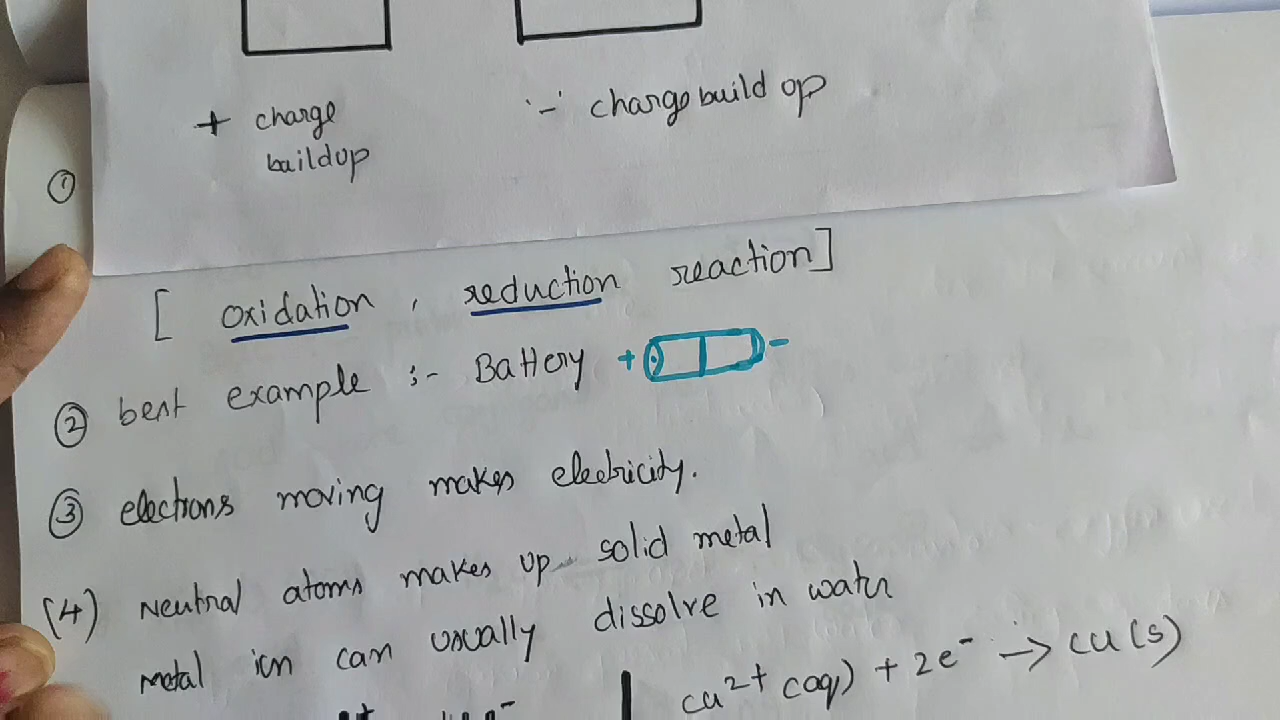 + charge
buildup
'-' charge build up
①
[ oxidation, reduction reaction]
② best example :- Battery + -
③ electrons moving makes electricity.
(4) Neutral atoms makes up solid metal
metal ion can usually dissolve in water
cu²⁺ (aq) + 2e⁻ → cu(s)